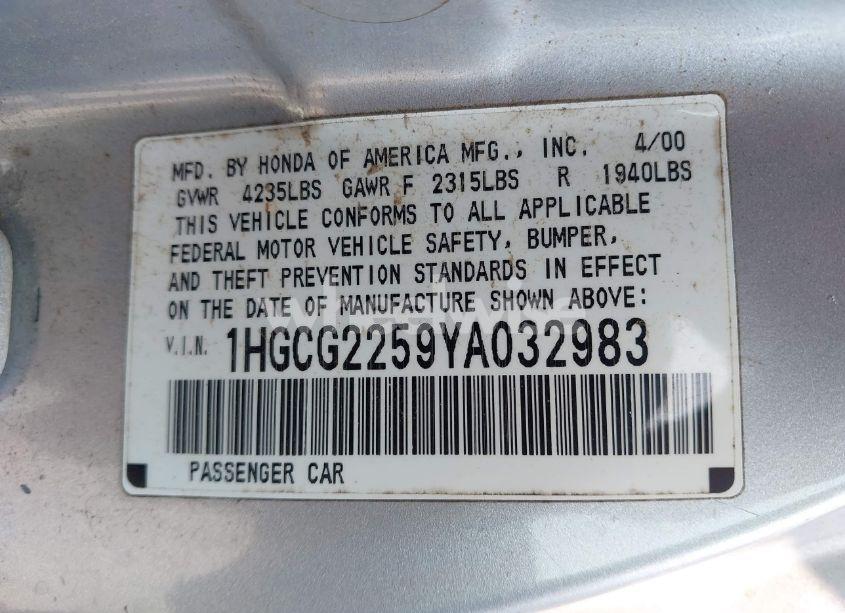 MFD. BY HONDA OF AMERICA MFG., INC. 4/00
GVWR 4235LBS GAWR F 2315LBS R 1940LBS
THIS VEHICLE CONFORMS TO ALL APPLICABLE
FEDERAL MOTOR VEHICLE SAFETY, BUMPER,
AND THEFT PREVENTION STANDARDS IN EFFECT
ON THE DATE OF MANUFACTURE SHOWN ABOVE:
V.I.N. 1HGCG2259YA032983
PASSENGER CAR